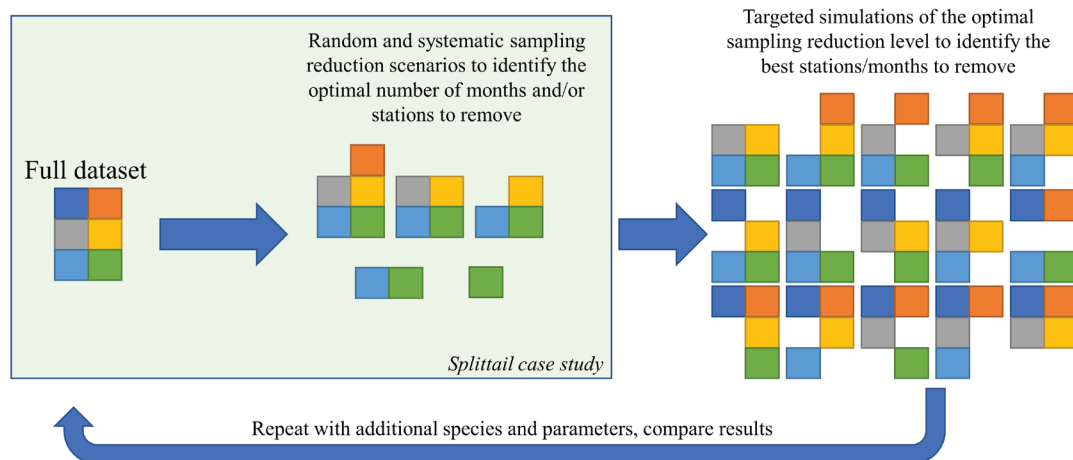 Full dataset
Random and systematic sampling
reduction scenarios to identify the
optimal number of months and/or
stations to remove
Splittail case study
Targeted simulations of the optimal
sampling reduction level to identify the
best stations/months to remove
Repeat with additional species and parameters, compare results